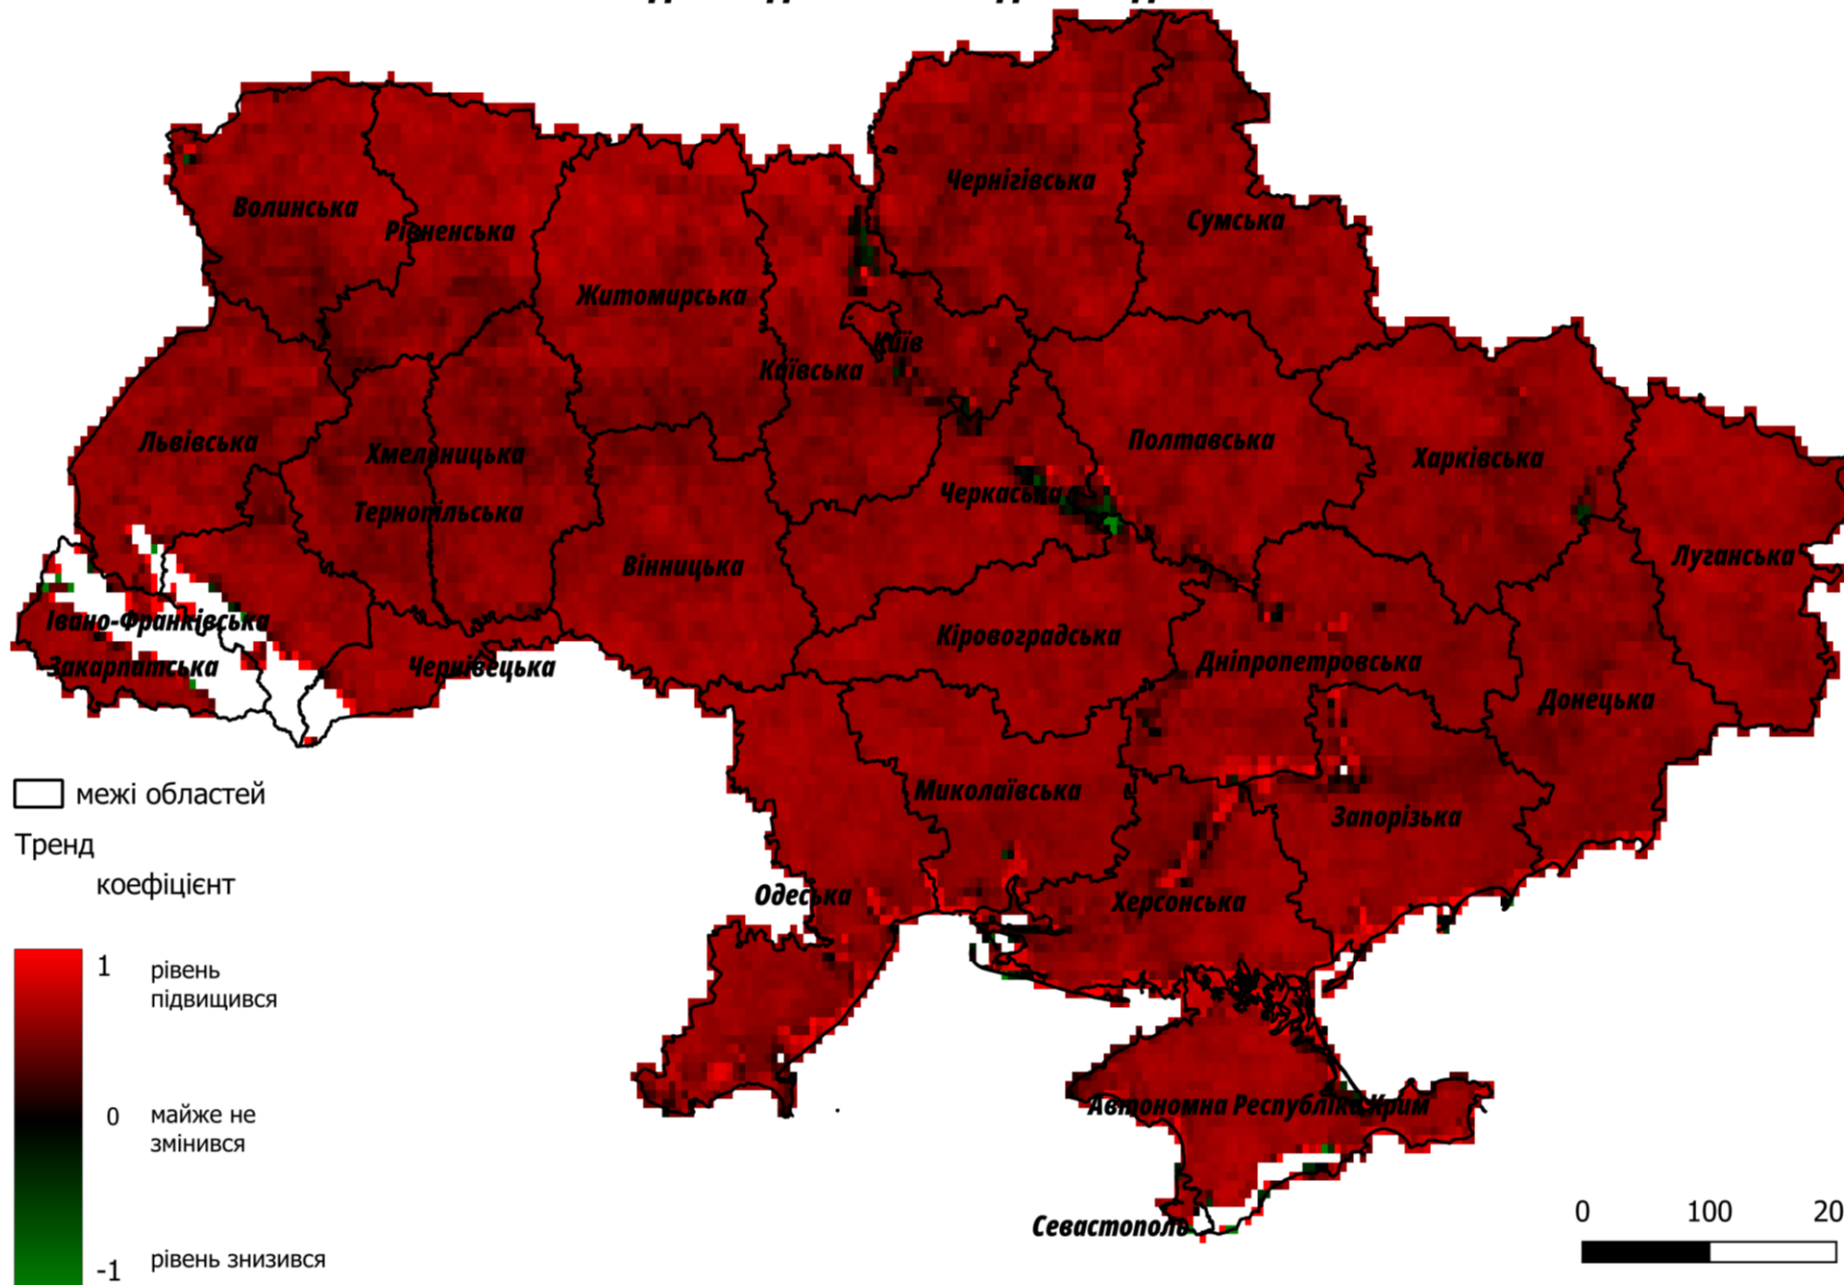 Чернігівська
Волинська
Сумська
Рівненська
Житомирська
Київ
Київська
Львівська
Хмельницька
Полтавська
Харківська
Черкаська
Тернопільська
Вінницька
Луганська
Івано-Франківська
Кіровоградська
Закарпатська
Чернівецька
Дніпропетровська
Донецька
межі областей
Миколаївська
Запорізька
Тренд
коефіцієнт
Одеська
Херсонська
1
рівень
підвищився
0
майже не
змінився
Автономна Республіка Крим
Севастополь
0 100 20
-1
рівень знизився